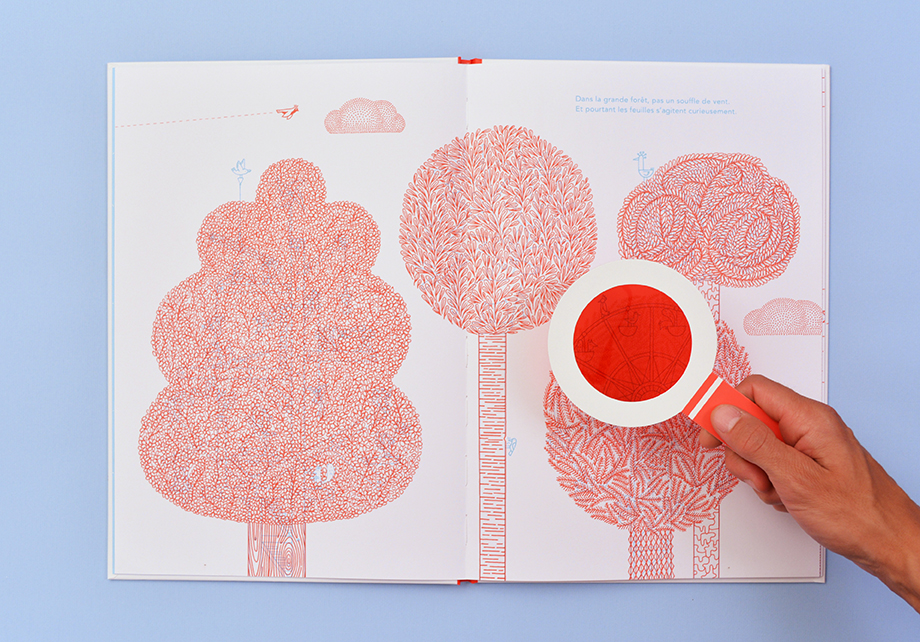 Dans la grande forêt, pas un souffle de vent.
Et pourtant les feuilles s'agitent curieusement.